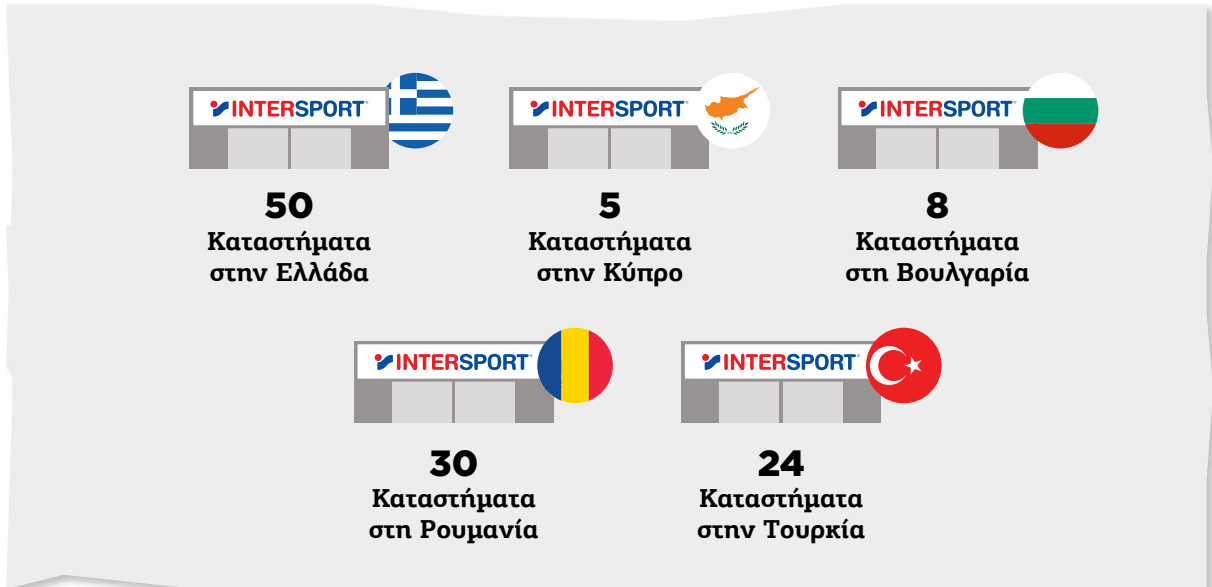 INTERSPORT
50
Καταστήματα
στην Ελλάδα
INTERSPORT
5
Καταστήματα
στην Κύπρο
INTERSPORT
8
Καταστήματα
στη Βουλγαρία
INTERSPORT
30
Καταστήματα
στη Ρουμανία
INTERSPORT
24
Καταστήματα
στην Τουρκία